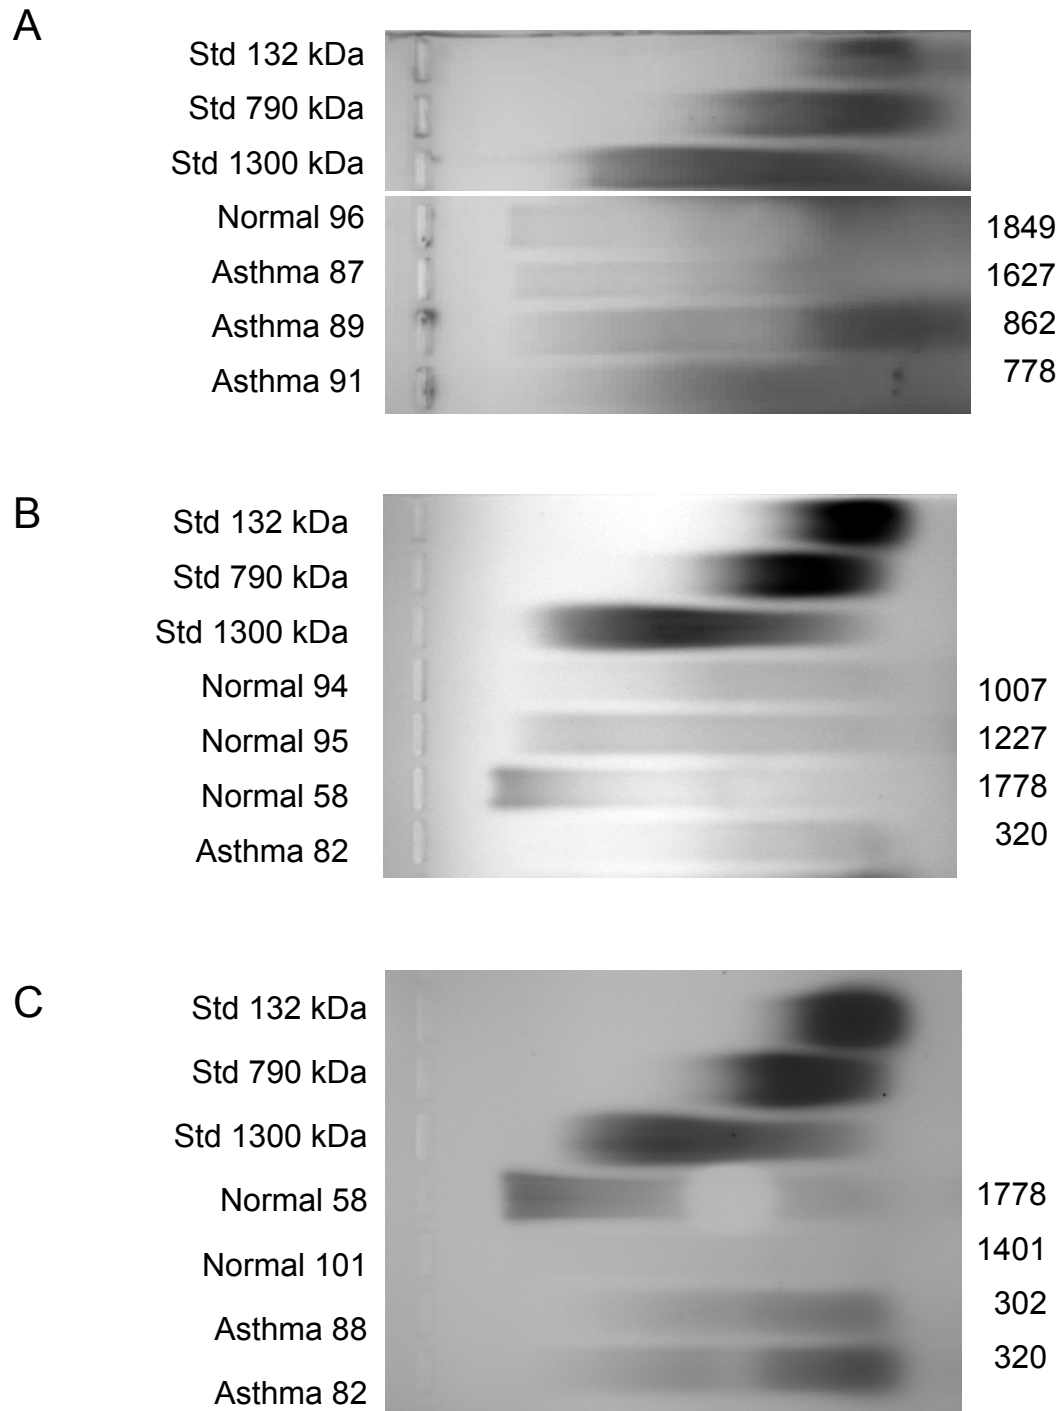 A
Std 132 kDa
Std 790 kDa
Std 1300 kDa
Normal 96 1849
Asthma 87 1627
Asthma 89 862
Asthma 91 778
B
Std 132 kDa
Std 790 kDa
Std 1300 kDa
Normal 94 1007
Normal 95 1227
Normal 58 1778
Asthma 82 320
C
Std 132 kDa
Std 790 kDa
Std 1300 kDa
Normal 58 1778
Normal 101 1401
Asthma 88 302
Asthma 82 320